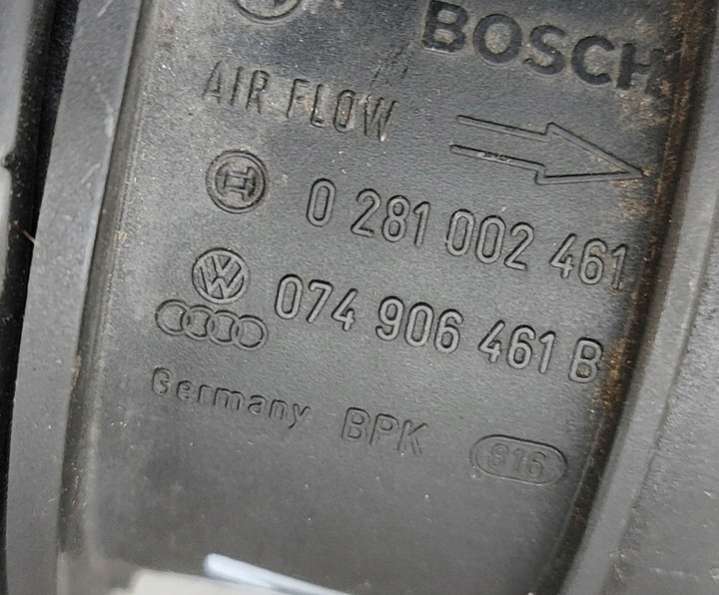 BOSCH
AIR FLOW
0 281 002 461
074 906 461 B
Germany BPK 816